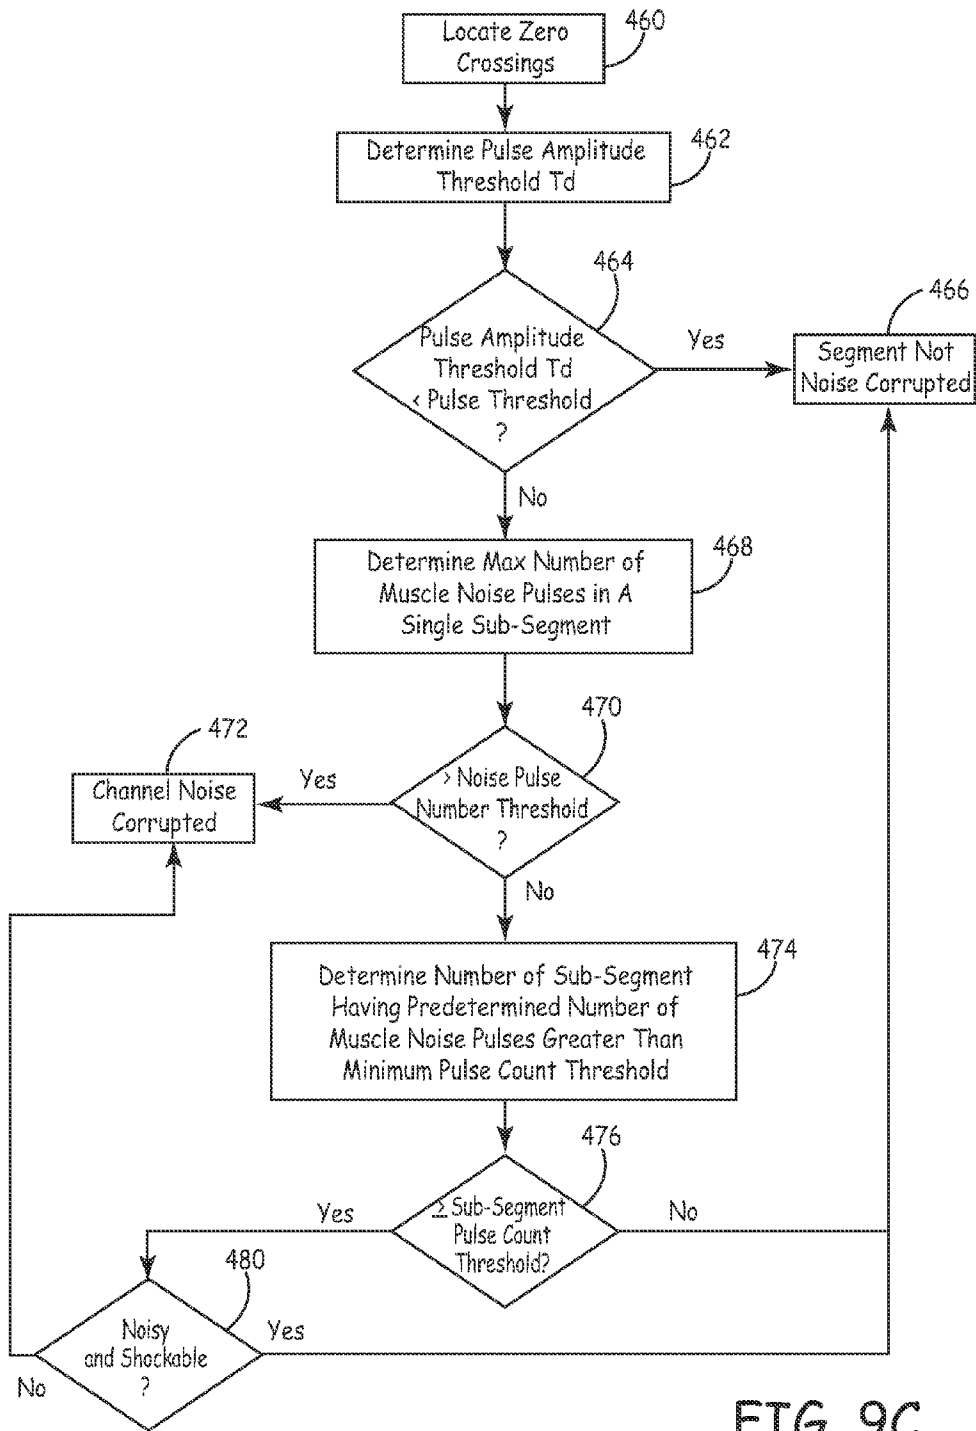 460
Locate Zero
Crossings
462
Determine Pulse Amplitude
Threshold Td
464
466
Pulse Amplitude
Threshold Td
< Pulse Threshold
?
Yes
Segment Not
Noise Corrupted
No
468
Determine Max Number of
Muscle Noise Pulses in A
Single Sub-Segment
470
472
> Noise Pulse
Number Threshold
?
Yes
Channel Noise
Corrupted
No
474
Determine Number of Sub-Segment
Having Predetermined Number of
Muscle Noise Pulses Greater Than
Minimum Pulse Count Threshold
476
≥ Sub-Segment
Pulse Count
Threshold?
Yes
No
480
Noisy
and Shockable
?
Yes
No
FIG. 9C